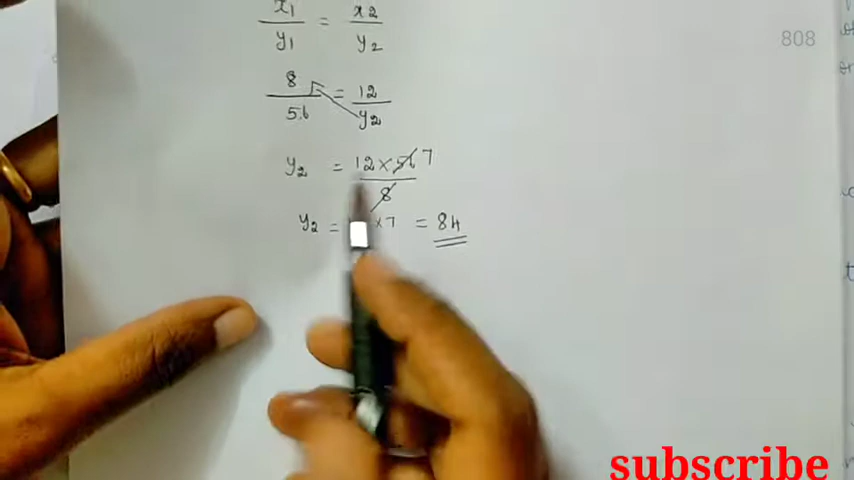 x1/y1 = x2/y2
808
8/56 = 12/y2
y2 = 12 × 56 7 / 8
y2 = × 7 = 84
subscribe